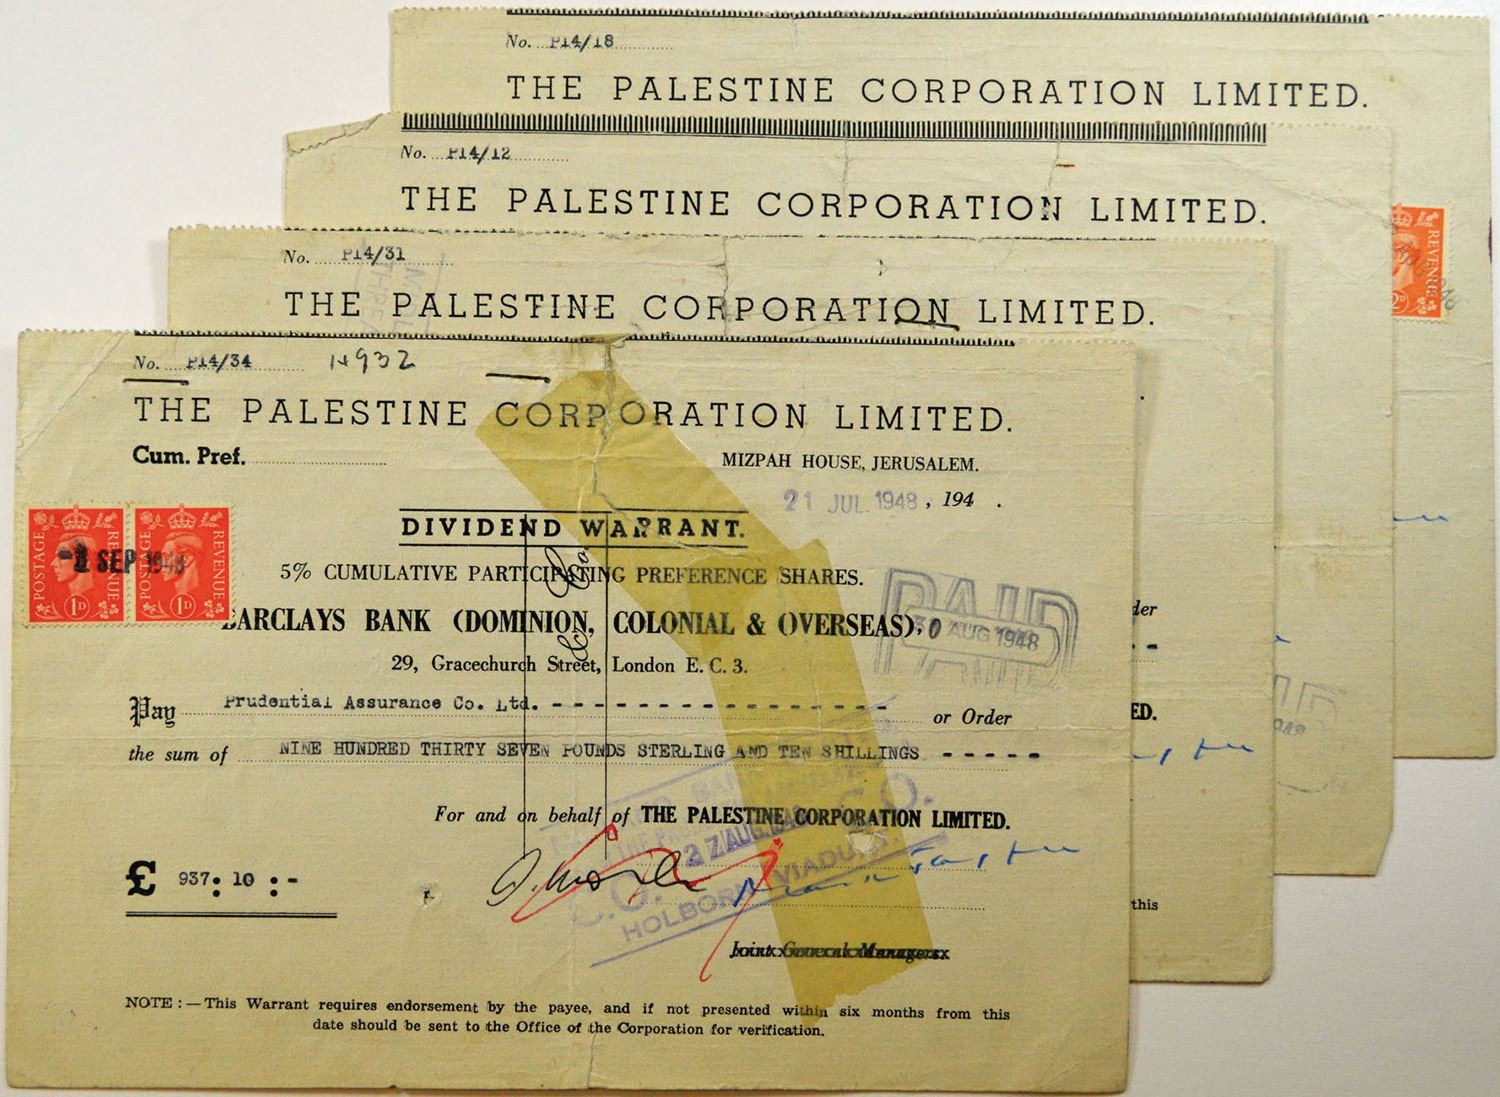 No. P14/18
THE PALESTINE CORPORATION LIMITED.
No. P14/12
THE PALESTINE CORPORATION LIMITED.
REVENUE
No. P14/31
THE PALESTINE CORPORATION LIMITED.
No. P14/34
THE PALESTINE CORPORATION LIMITED.
Cum. Pref.
MIZPAH HOUSE, JERUSALEM.
21 JUL 1948, 194 .
DIVIDEND WARRANT.
POSTAGE REVENUE 1D
POSTAGE REVENUE 1D
SEP 1948
5% CUMULATIVE PARTICIPATING PREFERENCE SHARES.
BARCLAYS BANK (DOMINION, COLONIAL & OVERSEAS),
PAID
AUG 1948
29, Gracechurch Street, London E. C. 3.
& Co
Pay Prudential Assurance Co. Ltd. - - - - - - - - - - - - - - - - or Order
the sum of NINE HUNDRED THIRTY SEVEN POUNDS STERLING AND TEN SHILLINGS - - - - -
For and on behalf of THE PALESTINE CORPORATION LIMITED.
AUG
HOLBORN VIADUCT
£ 937: 10 :-
Joint General Managers
NOTE :—This Warrant requires endorsement by the payee, and if not presented within six months from this
date should be sent to the Office of the Corporation for verification.
der
ED.
this